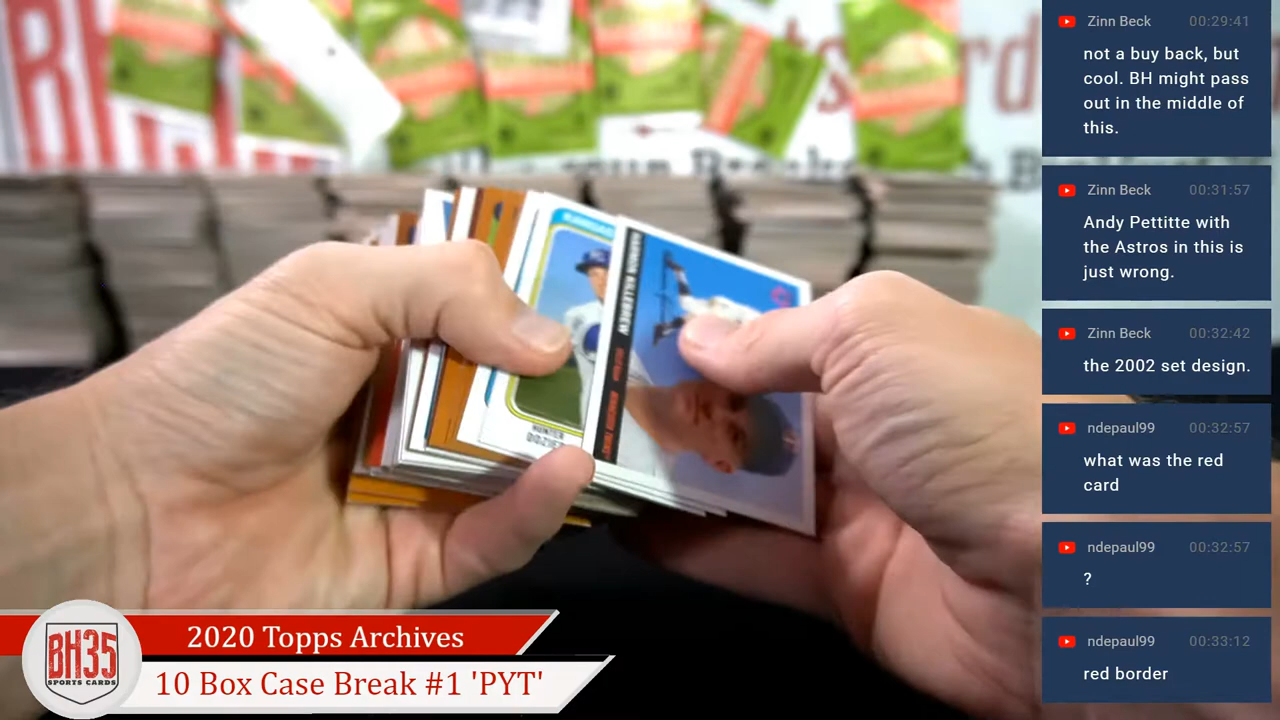 HARMON KILLEBREW
HUNTER
DOZIER
BH35
SPORTS CARDS
2020 Topps Archives
10 Box Case Break #1 'PYT'
Zinn Beck 00:29:41
not a buy back, but
cool. BH might pass
out in the middle of
this.
Zinn Beck 00:31:57
Andy Pettitte with
the Astros in this is
just wrong.
Zinn Beck 00:32:42
the 2002 set design.
ndepaul99 00:32:57
what was the red
card
ndepaul99 00:32:57
?
ndepaul99 00:33:12
red border